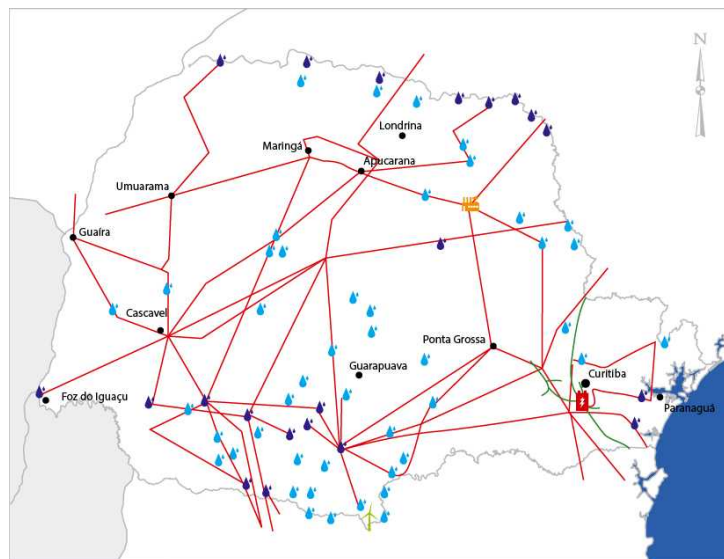 N
Londrina
Maringá
Apucarana
Umuarama
Guaíra
Cascavel
Ponta Grossa
Guarapuava
Curitiba
Foz do Iguaçu
Paranaguá